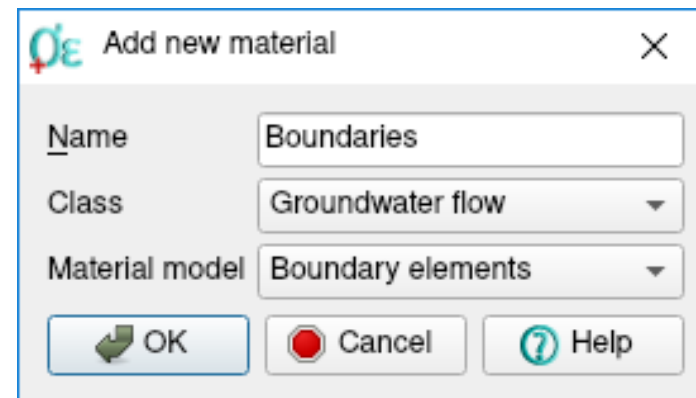 Add new material
Name Boundaries
Class Groundwater flow
Material model Boundary elements
OK Cancel Help